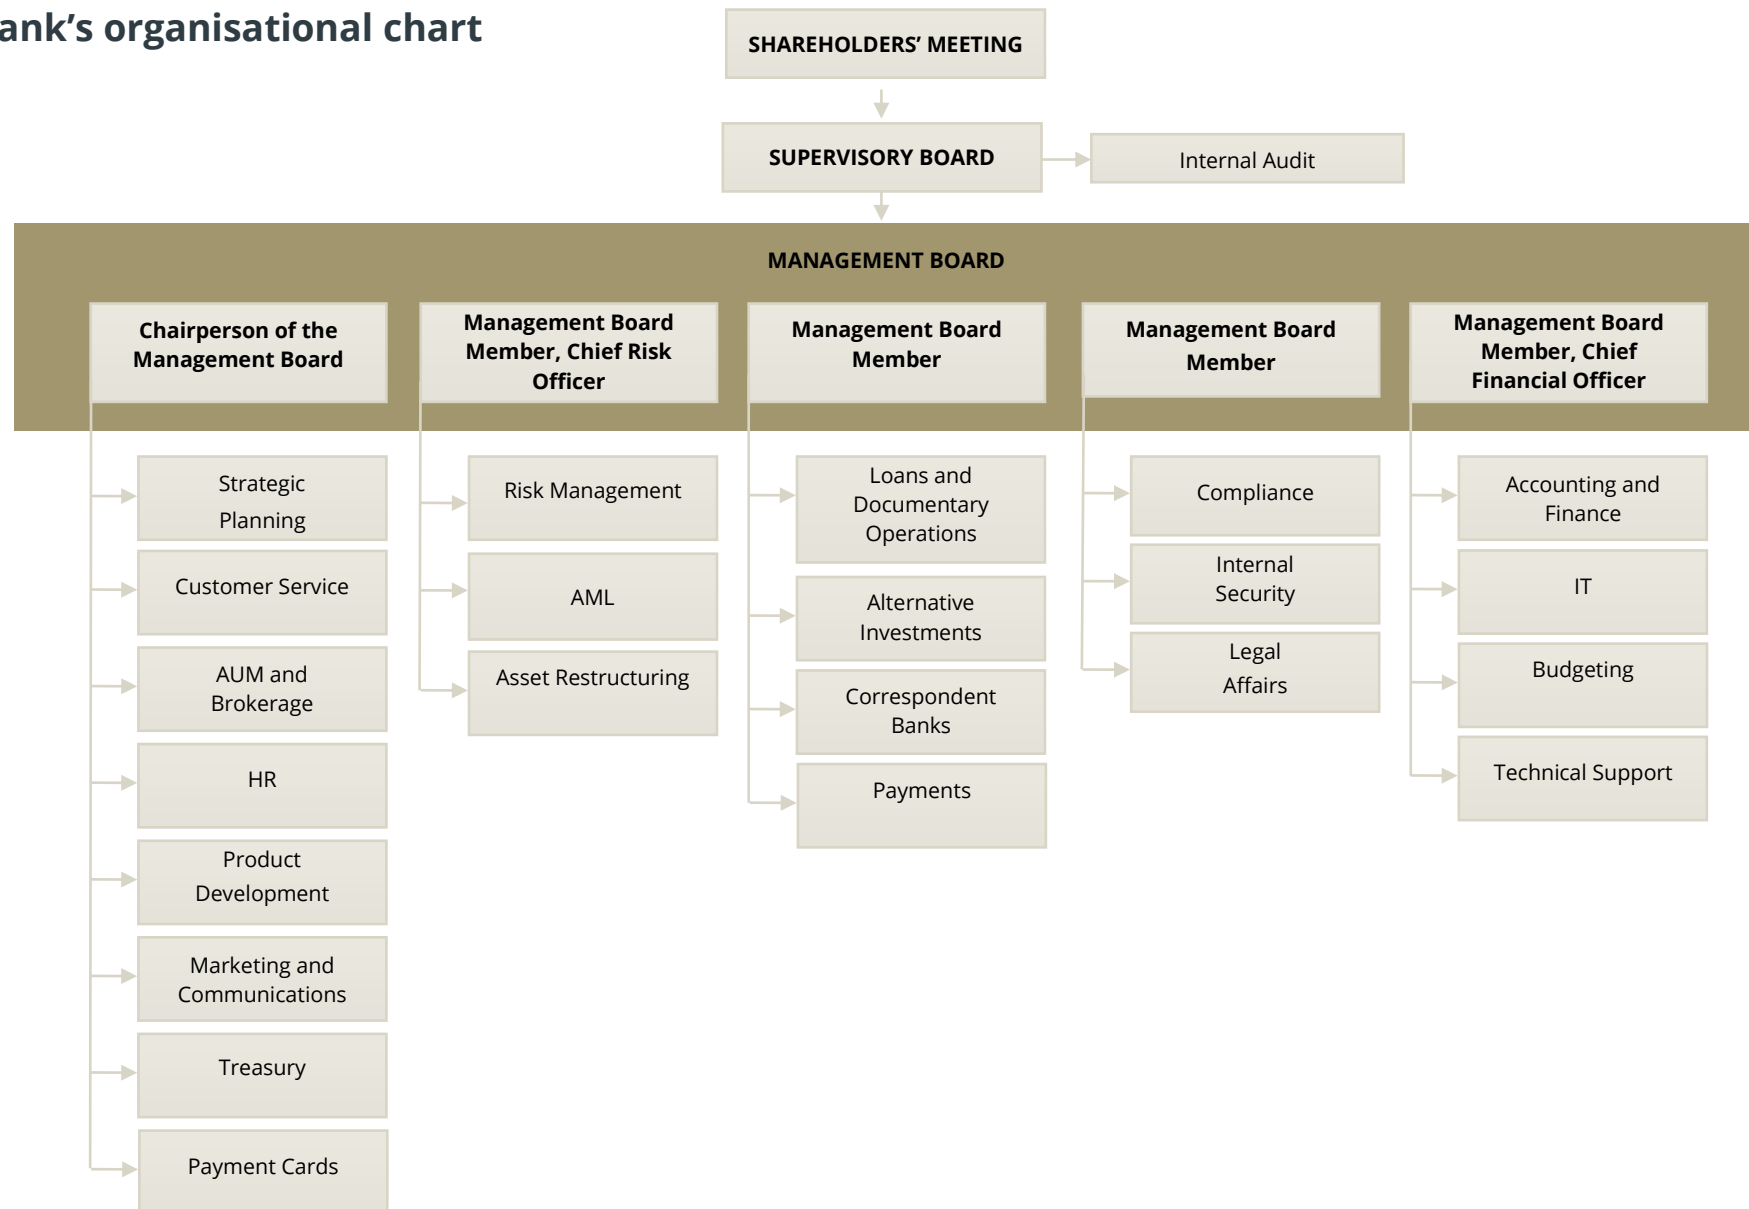 ank's organisational chart
SHAREHOLDERS' MEETING
SUPERVISORY BOARD
Internal Audit
MANAGEMENT BOARD
Chairperson of the
Management Board
Management Board
Member, Chief Risk
Officer
Management Board
Member
Management Board
Member
Management Board
Member, Chief
Financial Officer
Strategic
Planning
Customer Service
AUM and
Brokerage
HR
Product
Development
Marketing and
Communications
Treasury
Payment Cards
Risk Management
AML
Asset Restructuring
Loans and
Documentary
Operations
Alternative
Investments
Correspondent
Banks
Payments
Compliance
Internal
Security
Legal
Affairs
Accounting and
Finance
IT
Budgeting
Technical Support